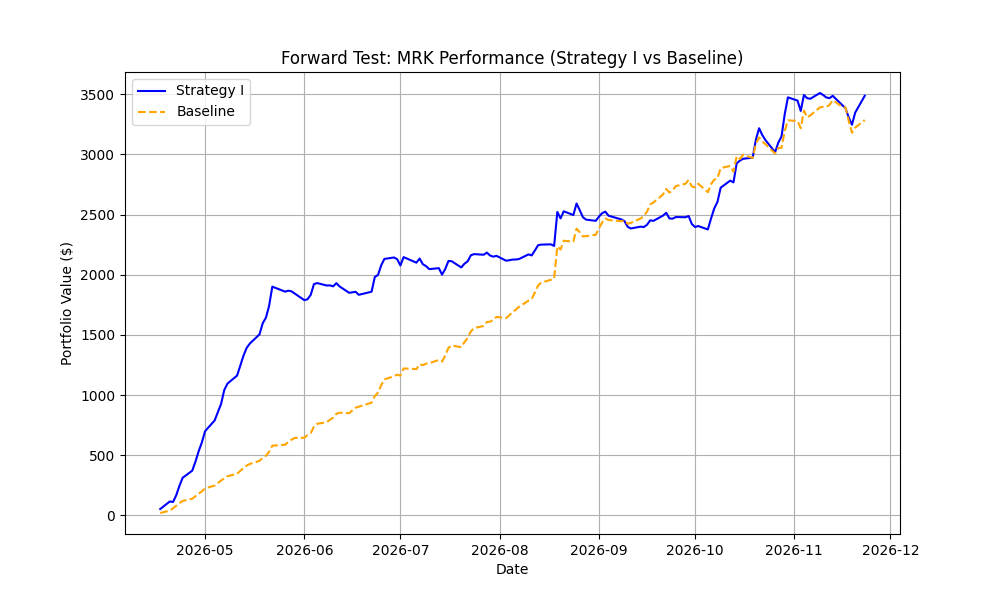 Forward Test: MRK Performance (Strategy I vs Baseline)
Strategy I
Baseline
Portfolio Value ($)
3500
3000
2500
2000
1500
1000
500
0
2026-05 2026-06 2026-07 2026-08 2026-09 2026-10 2026-11 2026-12
Date